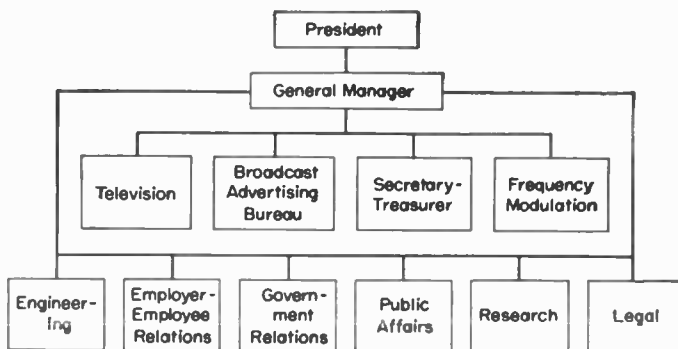 President
General Manager
Television
Broadcast
Advertising
Bureau
Secretary-
Treasurer
Frequency
Modulation
Engineer-
ing
Employer-
Employee
Relations
Govern-
ment
Relations
Public
Affairs
Research
Legal